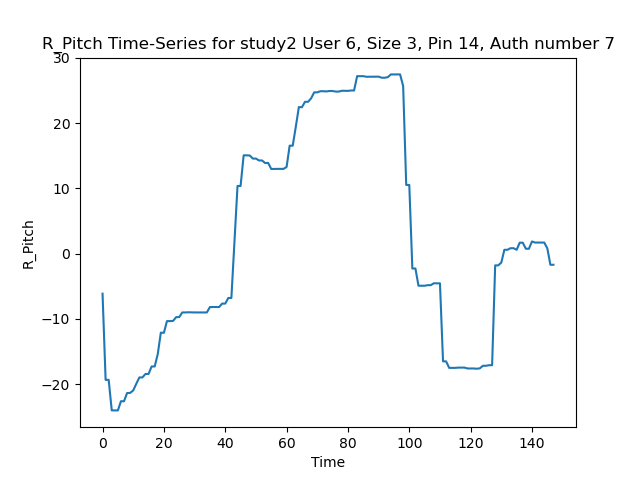 R_Pitch Time-Series for study2 User 6, Size 3, Pin 14, Auth number 7
30
20
10
0
−10
−20
R_Pitch
0 20 40 60 80 100 120 140
Time